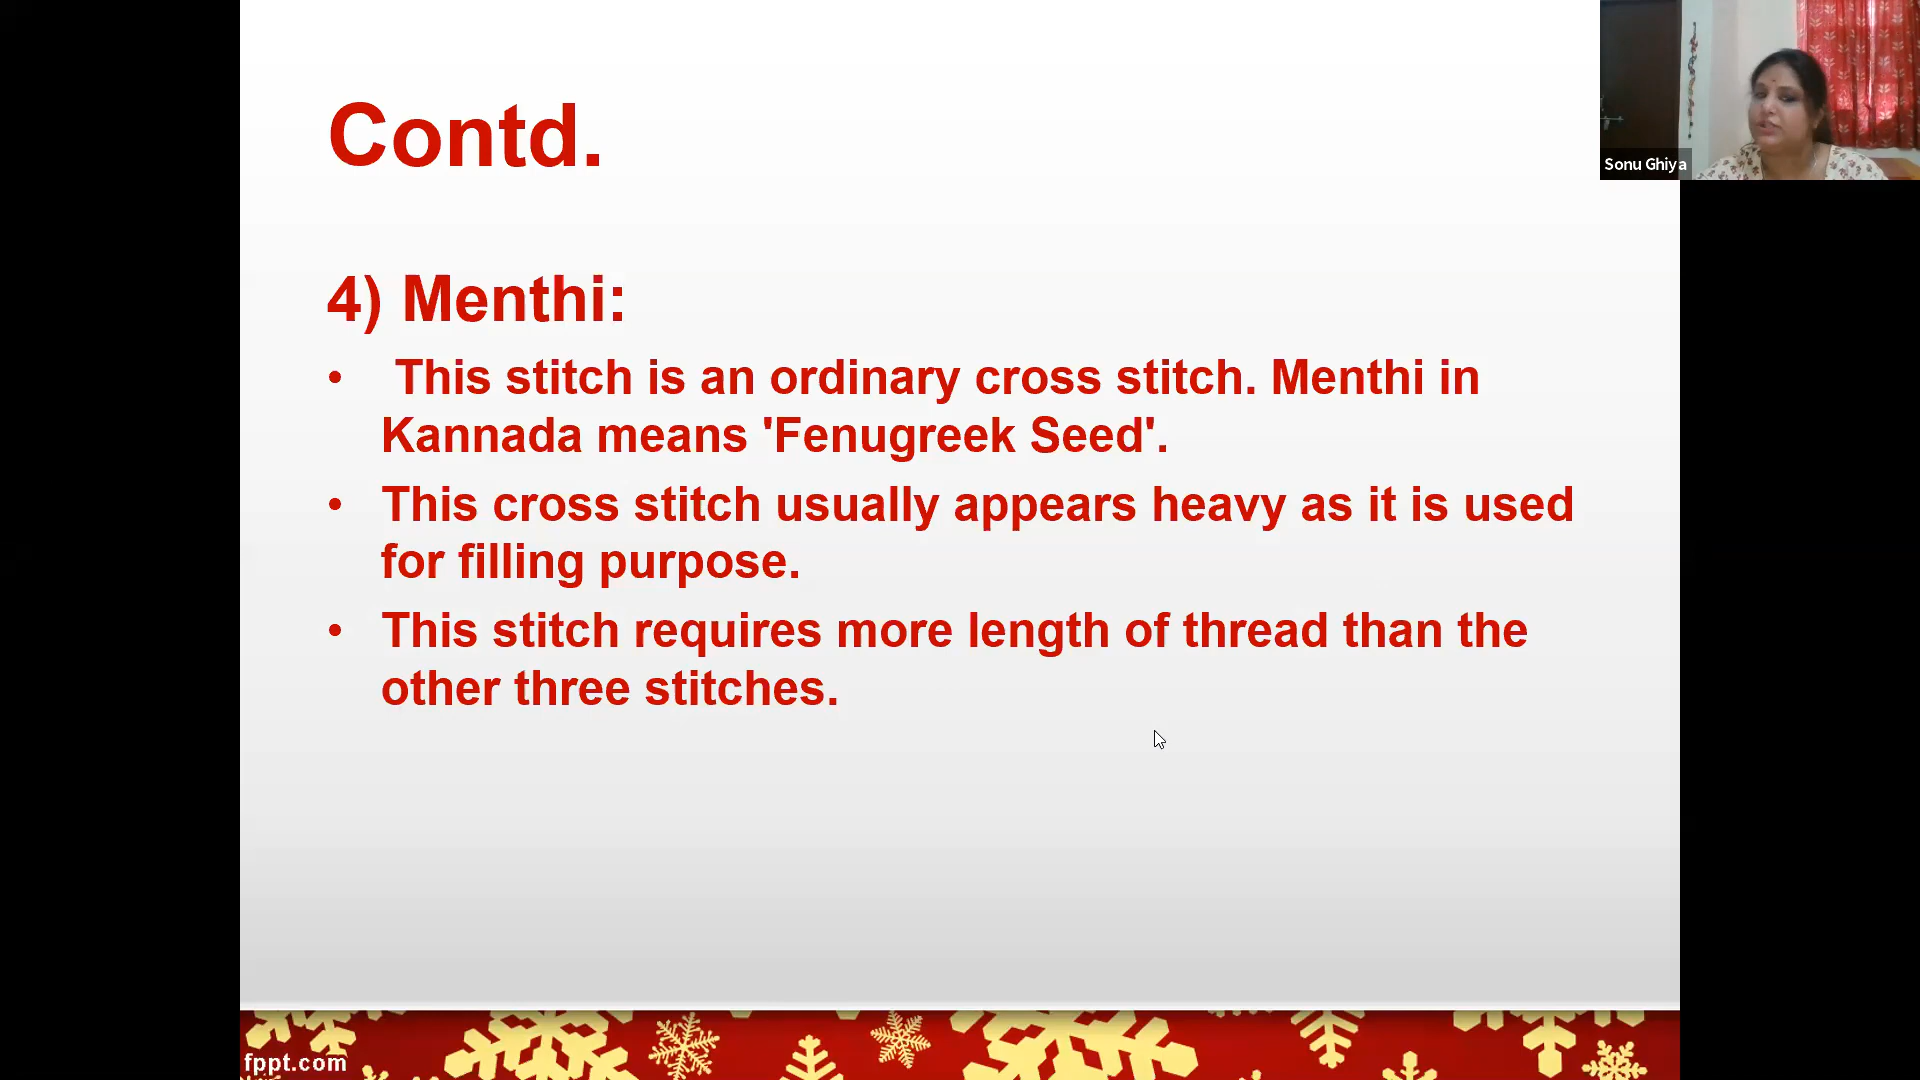 Contd.
Sonu Ghiya
4) Menthi:
• This stitch is an ordinary cross stitch. Menthi in
Kannada means 'Fenugreek Seed'.
• This cross stitch usually appears heavy as it is used
for filling purpose.
• This stitch requires more length of thread than the
other three stitches.
fppt.com